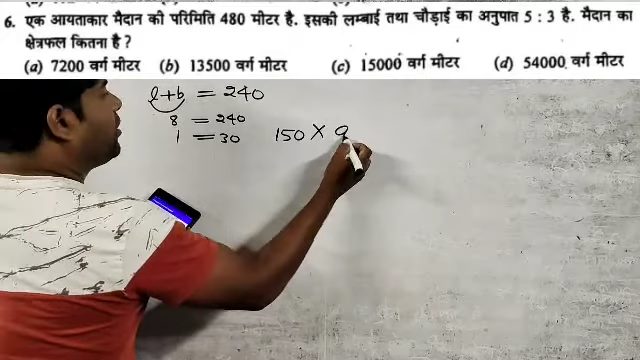 6. एक आयताकार मैदान की परिमिति 480 मीटर है. इसकी लम्बाई तथा चौड़ाई का अनुपात 5 : 3 है. मैदान का
क्षेत्रफल कितना है ?
(a) 7200 वर्ग मीटर (b) 13500 वर्ग मीटर (c) 15000 वर्ग मीटर (d) 54000 वर्ग मीटर
l+b = 240
8 = 240
1 = 30 150 × 9